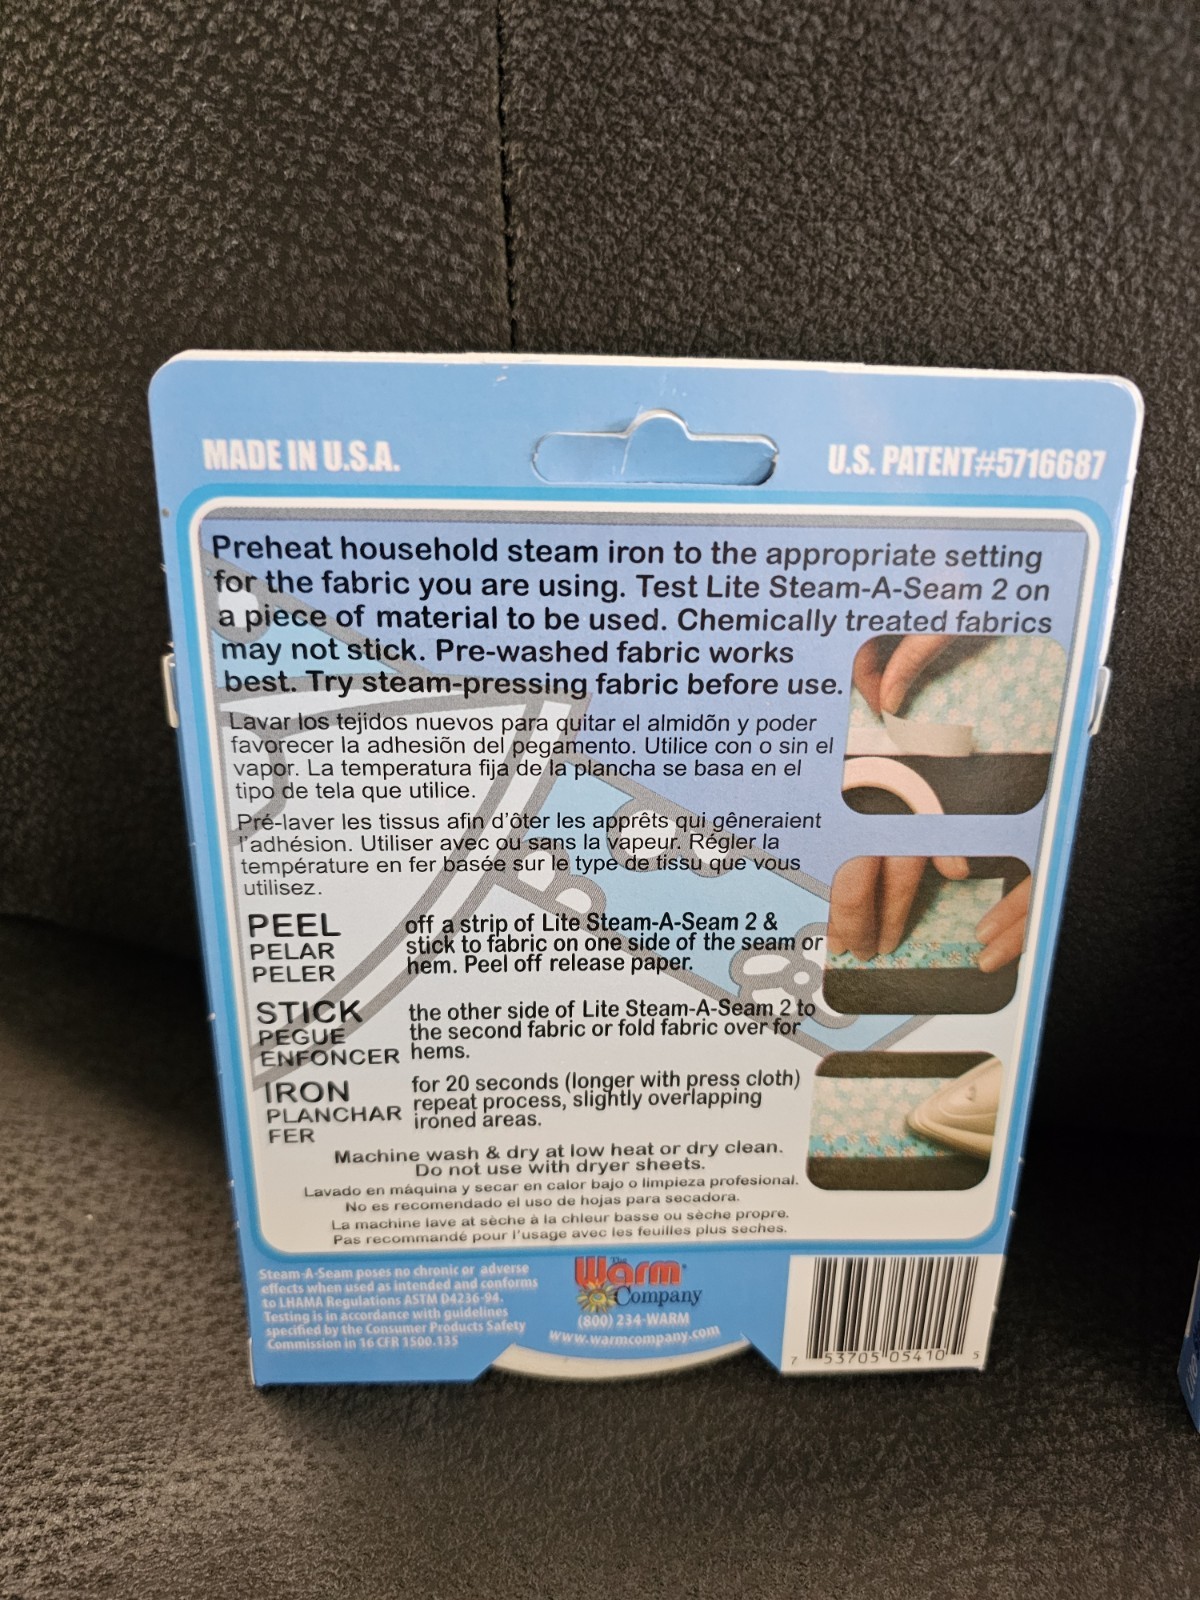 MADE IN U.S.A.
U.S. PATENT#5716687
Preheat household steam iron to the appropriate setting
for the fabric you are using. Test Lite Steam-A-Seam 2 on
a piece of material to be used. Chemically treated fabrics
may not stick. Pre-washed fabric works
best. Try steam-pressing fabric before use.
Lavar los tejidos nuevos para quitar el almidõn y poder
favorecer la adhesiõn del pegamento. Utilice con o sin el
vapor. La temperatura fija de la plancha se basa en el
tipo de tela que utilice.
Pré-laver les tissus afin d'ôter les apprêts qui gêneraient
l'adhésion. Utiliser avec ou sans la vapeur. Régler la
température en fer basée sur le type de tissu que vous
utilisez.
PEEL
PELAR
PELER
off a strip of Lite Steam-A-Seam 2 &
stick to fabric on one side of the seam or
hem. Peel off release paper.
STICK
PEGUE
ENFONCER
the other side of Lite Steam-A-Seam 2 to
the second fabric or fold fabric over for
hems.
IRON
PLANCHAR
FER
for 20 seconds (longer with press cloth)
repeat process, slightly overlapping
ironed areas.
Machine wash & dry at low heat or dry clean.
Do not use with dryer sheets.
Lavado en máquina y secar en calor bajo o limpieza profesional.
No es recomendado el uso de hojas para secadora.
La machine lave at sèche à la chleur basse ou sèche propre.
Pas recommandé pour l'usage avec les feuilles plus seches.
Steam-A-Seam poses no chronic or adverse
effects when used as intended and conforms
to LHAMA Regulations ASTM D4236-94.
Testing is in accordance with guidelines
specified by the Consumer Products Safety
Commission in 16 CFR 1500.135
The
Warm
Company
(800) 234-WARM
www.warmcompany.com
7 53705 05410 5